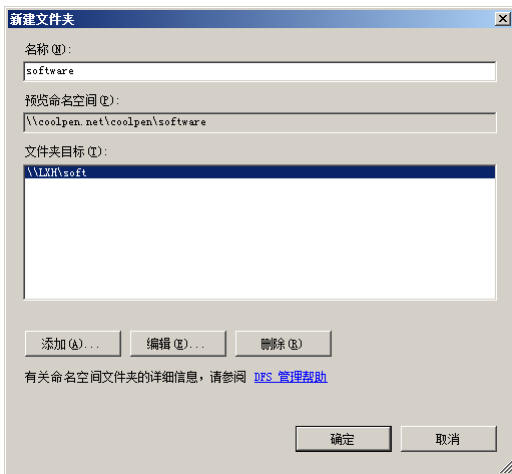 新建文件夹
名称(N):
software
预览命名空间(P):
\\coolpen.net\coolpen\software
文件夹目标(T):
\\LXH\soft
添加(A)... 编辑(E)... 删除(R)
有关命名空间文件夹的详细信息，请参阅 DFS 管理帮助
确定 取消